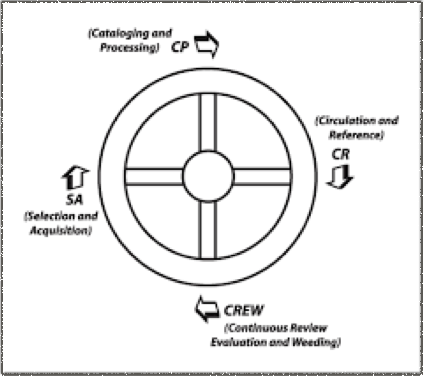 (Cataloging and
Processing) CP
(Circulation and
Reference)
CR
SA
(Selection and
Acquisition)
CREW
(Continuous Review
Evaluation and Weeding)